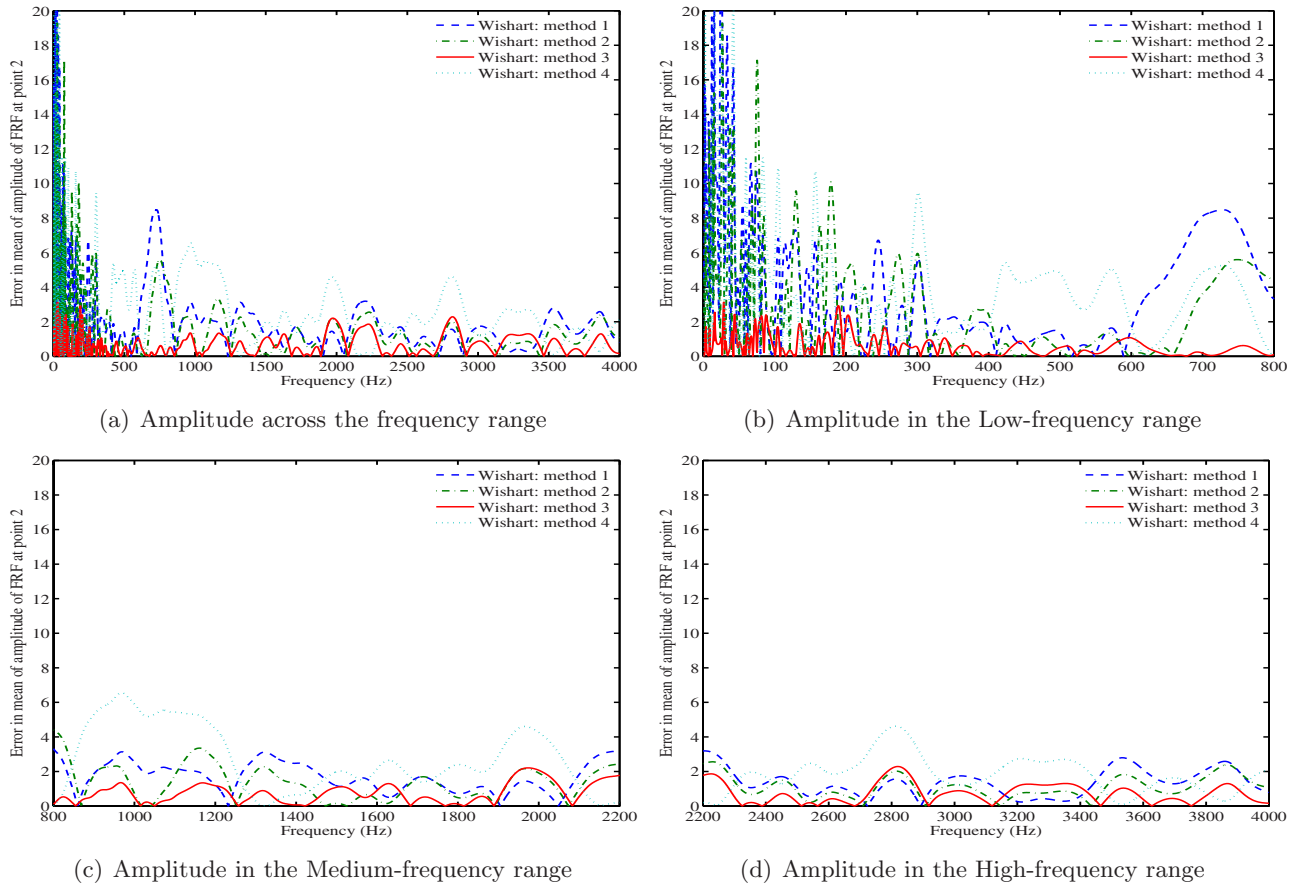 Error in mean of amplitude of FRF at point 2
20
18
16
14
12
10
8
6
4
2
0
Wishart: method 1
Wishart: method 2
Wishart: method 3
Wishart: method 4
0 500 1000 1500 2000 2500 3000 3500 4000
Frequency (Hz)
(a) Amplitude across the frequency range
Error in mean of amplitude of FRF at point 2
20
18
16
14
12
10
8
6
4
2
0
Wishart: method 1
Wishart: method 2
Wishart: method 3
Wishart: method 4
0 100 200 300 400 500 600 700 800
Frequency (Hz)
(b) Amplitude in the Low-frequency range
Error in mean of amplitude of FRF at point 2
20
18
16
14
12
10
8
6
4
2
0
Wishart: method 1
Wishart: method 2
Wishart: method 3
Wishart: method 4
800 1000 1200 1400 1600 1800 2000 2200
Frequency (Hz)
(c) Amplitude in the Medium-frequency range
Error in mean of amplitude of FRF at point 2
20
18
16
14
12
10
8
6
4
2
0
Wishart: method 1
Wishart: method 2
Wishart: method 3
Wishart: method 4
2200 2400 2600 2800 3000 3200 3400 3600 3800 4000
Frequency (Hz)
(d) Amplitude in the High-frequency range